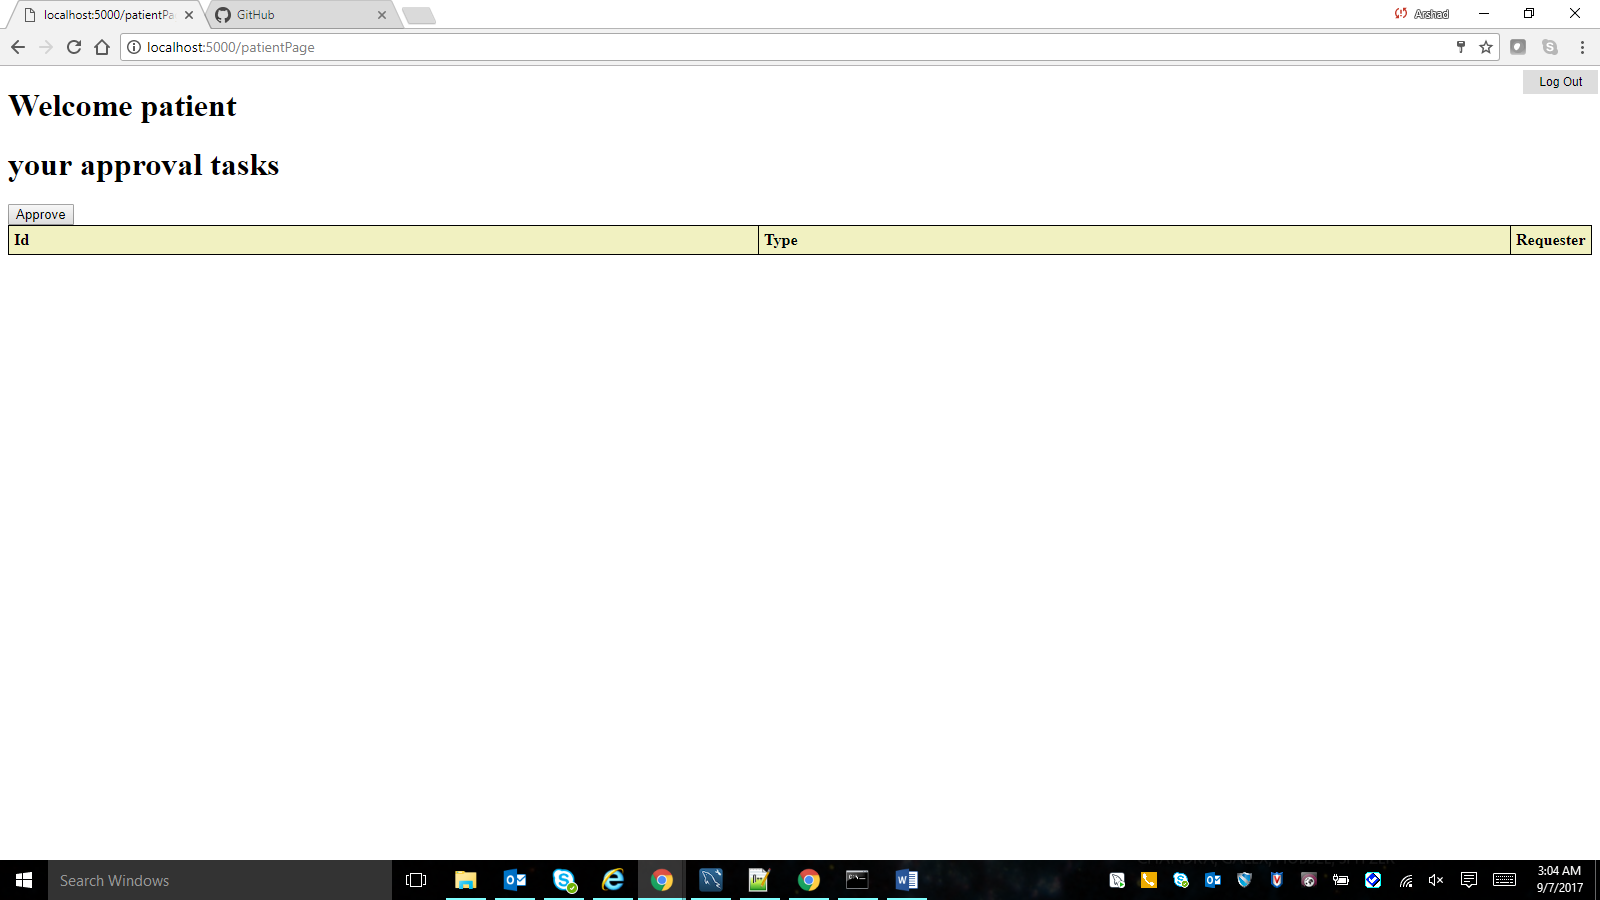 localhost:5000/patientPa
GitHub
Arshad
localhost:5000/patientPage
Log Out
Welcome patient
your approval tasks
Approve
Id Type Requester
Search Windows
3:04 AM
9/7/2017